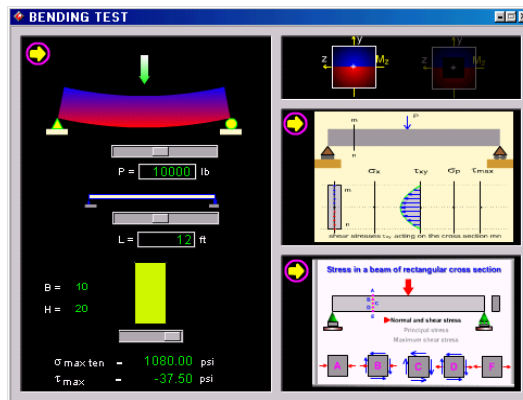 BENDING TEST
P = 10000 lb
L = 12 ft
B = 10
H = 20
σ max ten = 1080.00 psi
τ max = -37.50 psi
y
z
Mz
y
z
P
m
n
σx τxy σp τmax
m
n
shear stresses τxy acting on the cross section mn
Stress in a beam of rectangular cross section
A
B
C
D
E
Normal and shear stress
Principal stress
Maximum shear stress
A B C D F